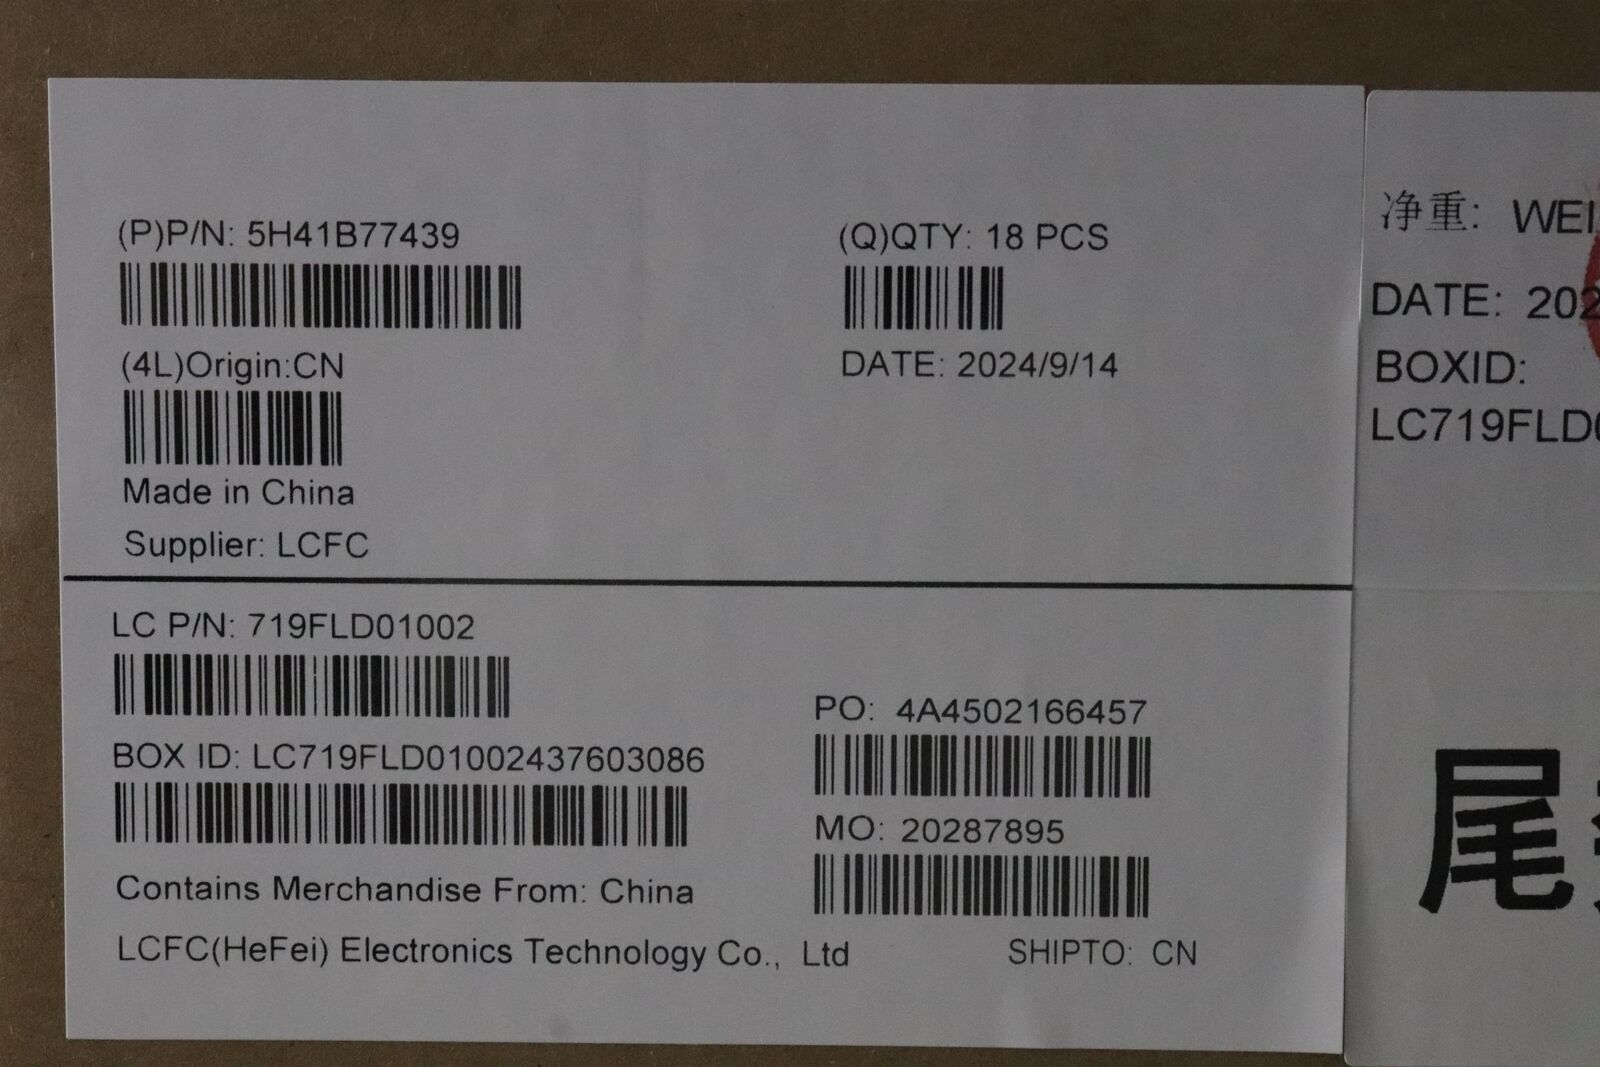 (P)P/N: 5H41B77439
(Q)QTY: 18 PCS
(4L)Origin:CN
DATE: 2024/9/14
Made in China
Supplier: LCFC
LC P/N: 719FLD01002
PO: 4A4502166457
BOX ID: LC719FLD01002437603086
MO: 20287895
Contains Merchandise From: China
LCFC(HeFei) Electronics Technology Co., Ltd
SHIPTO: CN
净重:
DATE: 202
BOXID:
LC719FLD0
尾